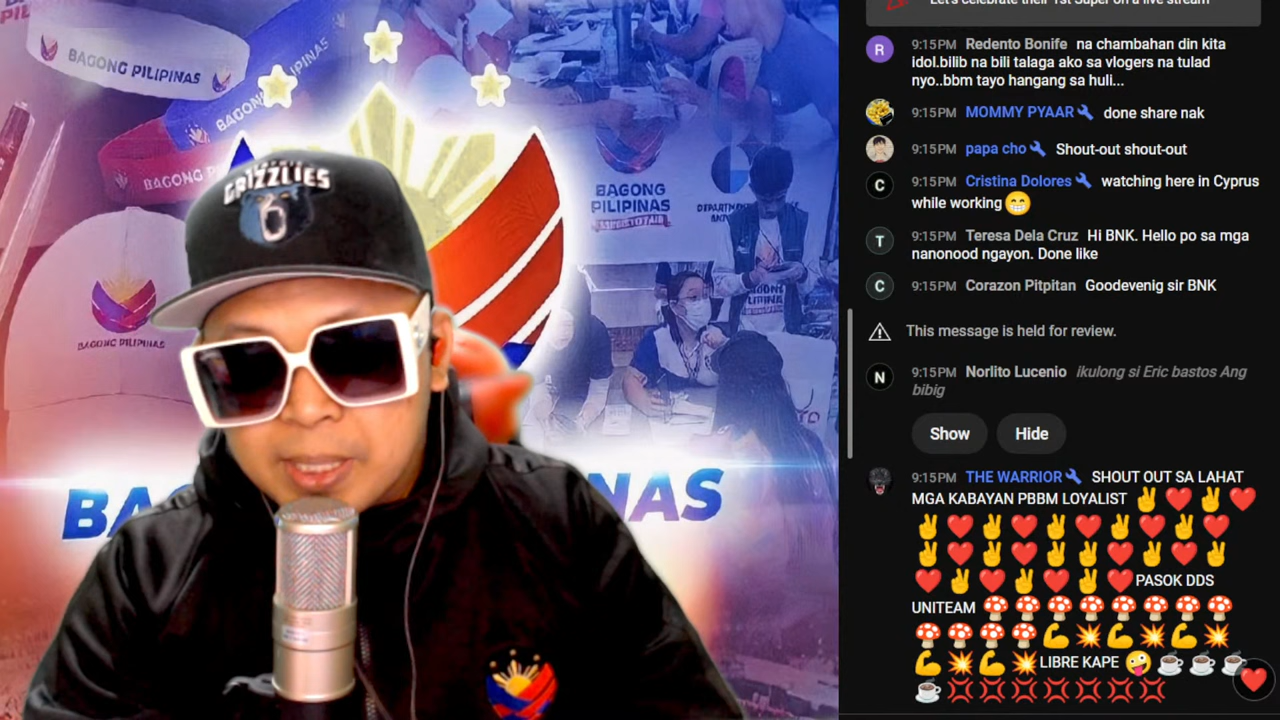 BAGONG PILIPINAS
BAGONG
PILIPINAS
BAGONG
BAGONG
PILIPINAS
BAGONG PILIPINAS
GRIZZLIES
BA
NAS
Let's celebrate their 1st Super on a live stream
R
9:15PM Redento Bonife na chambahan din kita
idol.bilib na bili talaga ako sa vlogers na tulad
nyo..bbm tayo hangang sa huli...
9:15PM MOMMY PYAAR🔧 done share nak
9:15PM papa cho🔧 Shout-out shout-out
C
9:15PM Cristina Dolores🔧 watching here in Cyprus
while working😁
T
9:15PM Teresa Dela Cruz Hi BNK. Hello po sa mga
nanonood ngayon. Done like
C
9:15PM Corazon Pitpitan Goodevenig sir BNK
This message is held for review.
N
9:15PM Norlito Lucenio ikulong si Eric bastos Ang
bibig
Show Hide
9:15PM THE WARRIOR🔧 SHOUT OUT SA LAHAT
MGA KABAYAN PBBM LOYALIST ✌❤✌❤
✌❤✌❤✌❤✌❤✌❤
✌❤✌❤✌✌❤✌❤✌
❤✌❤✌❤✌❤PASOK DDS
UNITEAM 🍄🍄🍄🍄🍄🍄🍄🍄
🍄🍄🍄🍄💪💥💪💥💪💥
💪💥💪💥LIBRE KAPE 🤪☕☕☕
☕💢💢💢💢💢💢💢